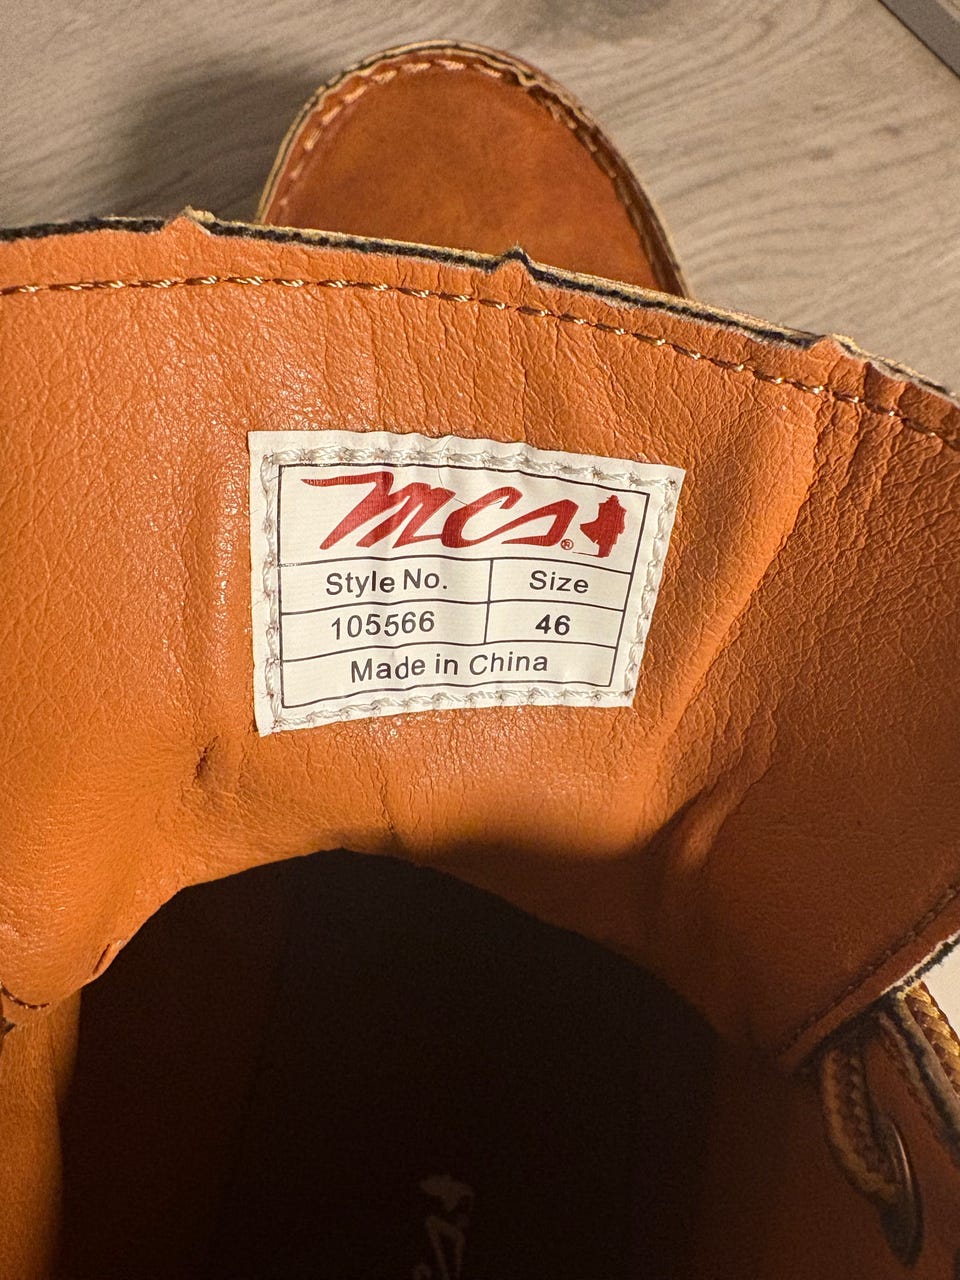 MCS.®
Style No. Size
105566 46
Made in China